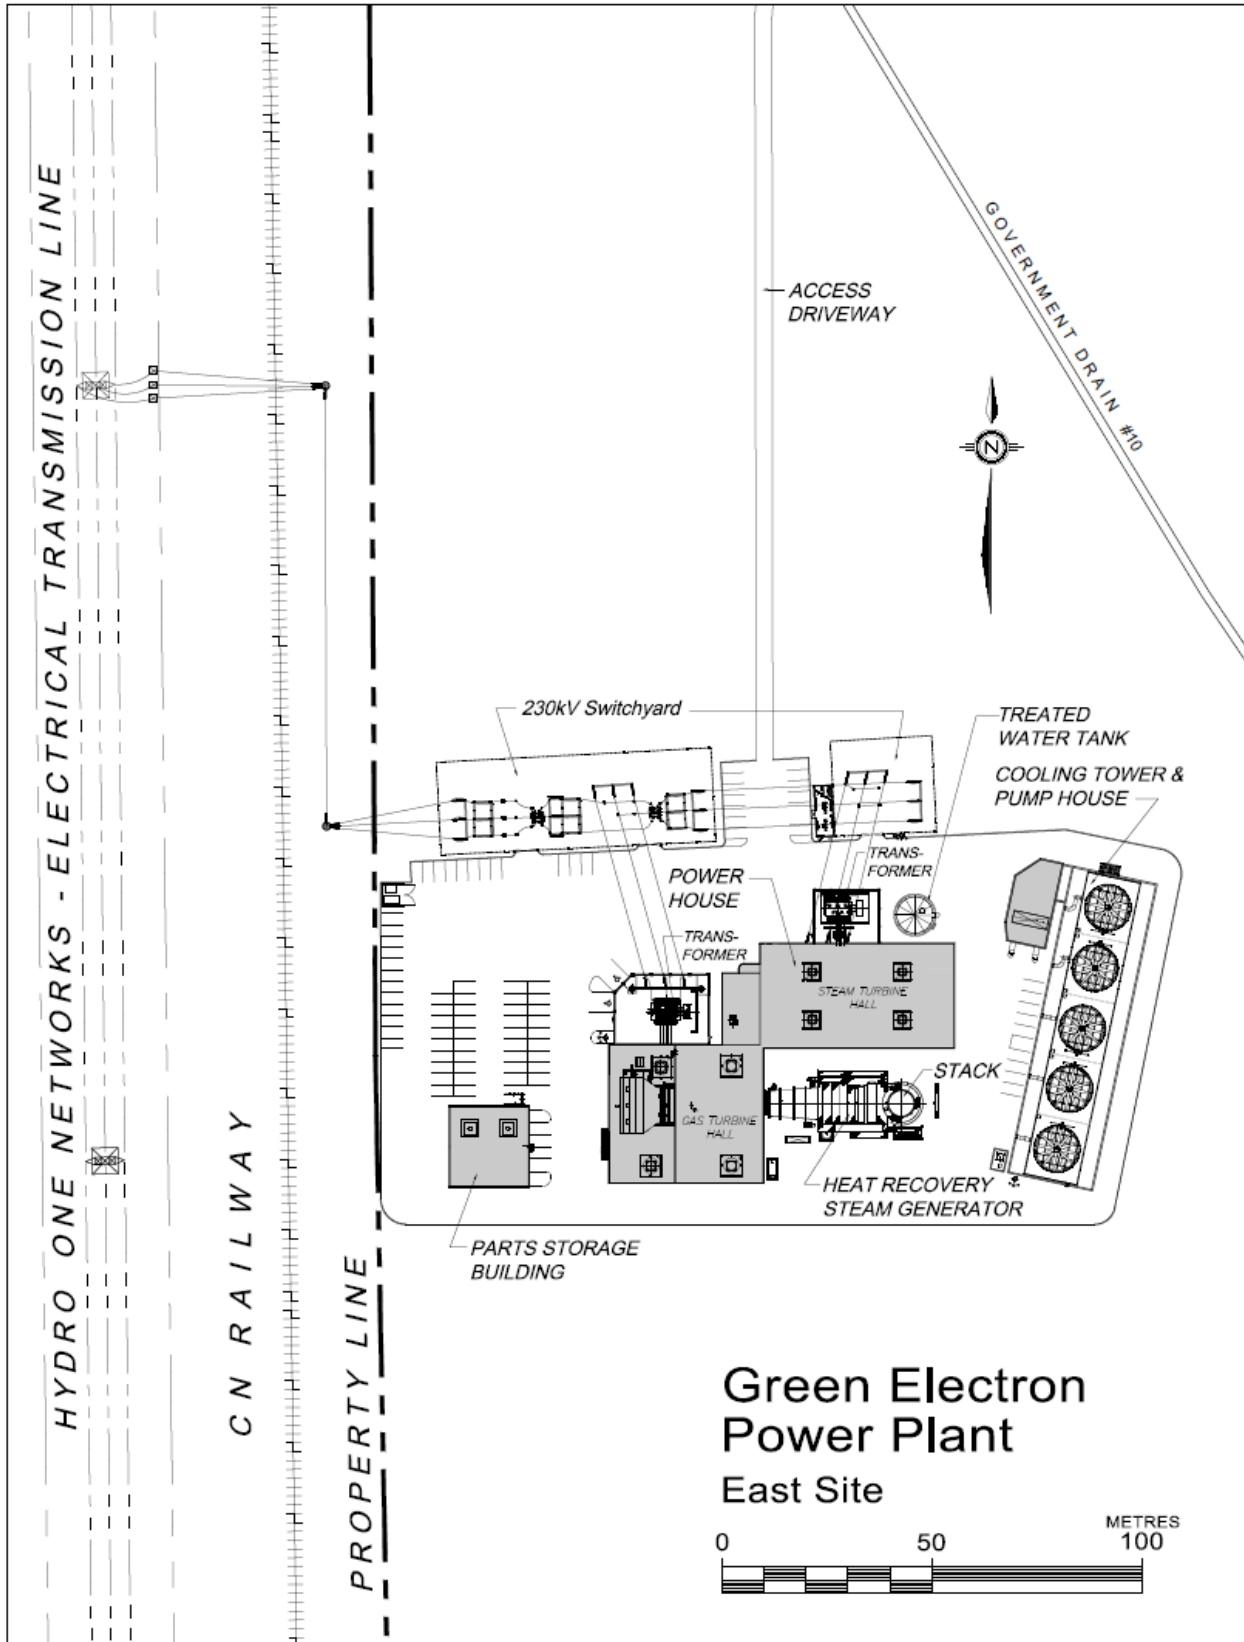 HYDRO ONE NETWORKS - ELECTRICAL TRANSMISSION LINE
CN RAILWAY
PROPERTY LINE
GOVERNMENT DRAIN #10
ACCESS
DRIVEWAY
N
230kV Switchyard
TREATED
WATER TANK
COOLING TOWER &
PUMP HOUSE
TRANS-
FORMER
POWER
HOUSE
TRANS-
FORMER
STEAM TURBINE
HALL
STACK
GAS TURBINE
HALL
HEAT RECOVERY
STEAM GENERATOR
PARTS STORAGE
BUILDING
Green Electron
Power Plant
East Site
METRES
0 50 100